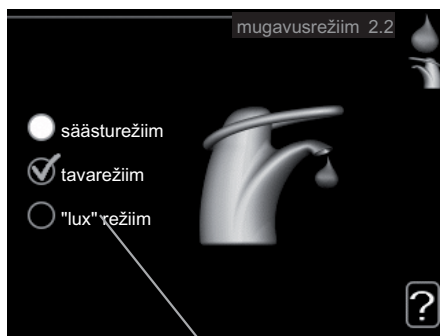 mugavusrežiim 2.2
säästurežiim
tavarežiim
"lux" režiim
?